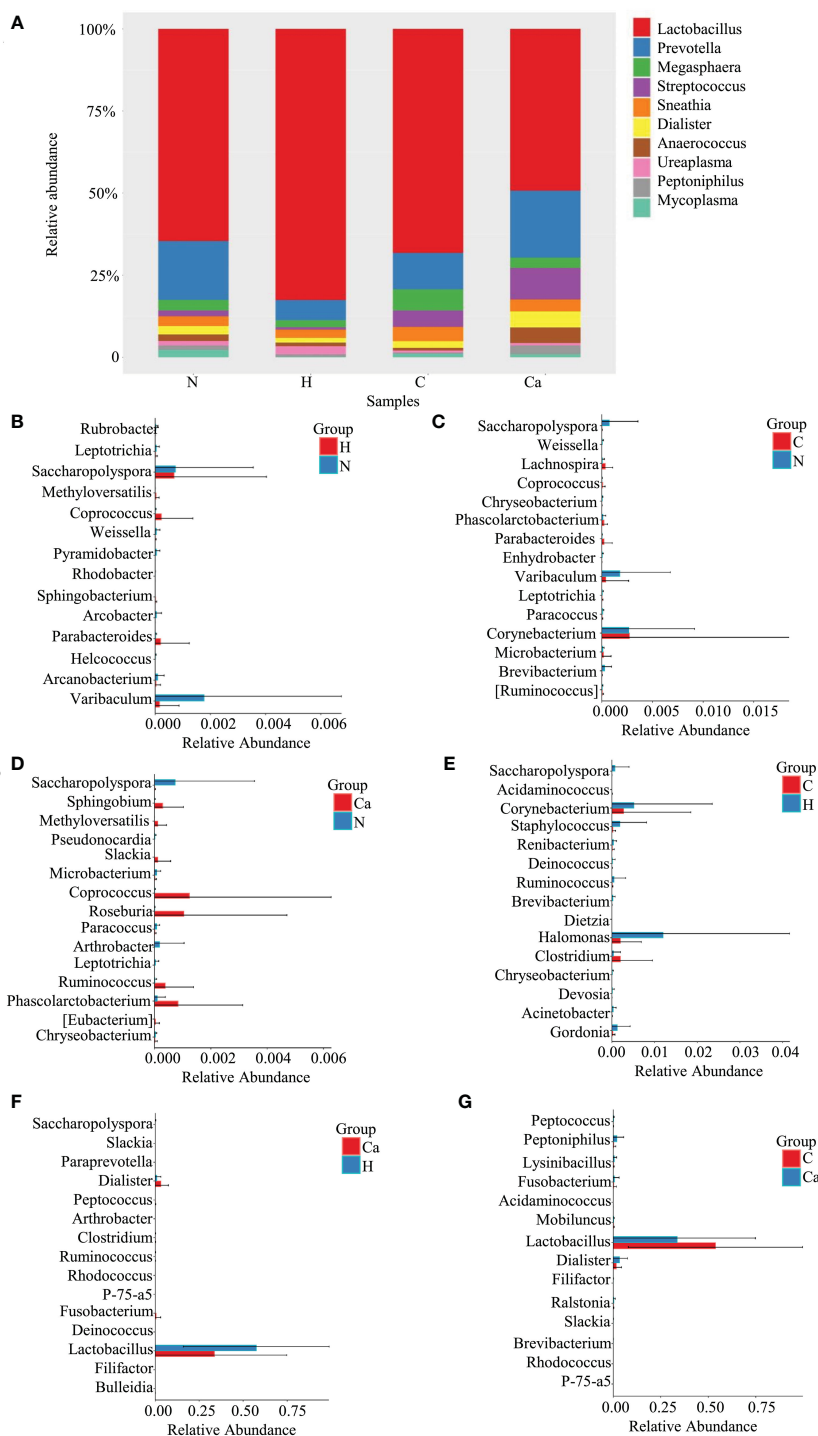 A
100%
75%
50%
25%
0
Relative abundance
N
H
C
Ca
Samples
Lactobacillus
Prevotella
Megasphaera
Streptococcus
Sneathia
Dialister
Anaerococcus
Ureaplasma
Peptoniphilus
Mycoplasma
B
Rubrobacter
Leptotrichia
Saccharopolyspora
Methyloversatilis
Coprococcus
Weissella
Pyramidobacter
Rhodobacter
Sphingobacterium
Arcobacter
Parabacteroides
Helcococcus
Arcanobacterium
Varibaculum
0.000 0.002 0.004 0.006
Relative Abundance
Group
H
N
C
Saccharopolyspora
Weissella
Lachnospira
Coprococcus
Chryseobacterium
Phascolarctobacterium
Parabacteroides
Enhydrobacter
Varibaculum
Leptotrichia
Paracoccus
Corynebacterium
Microbacterium
Brevibacterium
[Ruminococcus]
0.000 0.005 0.010 0.015
Relative Abundance
Group
C
N
D
Saccharopolyspora
Sphingobium
Methyloversatilis
Pseudonocardia
Slackia
Microbacterium
Coprococcus
Roseburia
Paracoccus
Arthrobacter
Leptotrichia
Ruminococcus
Phascolarctobacterium
[Eubacterium]
Chryseobacterium
0.000 0.002 0.004 0.006
Relative Abundance
Group
Ca
N
E
Saccharopolyspora
Acidaminococcus
Corynebacterium
Staphylococcus
Renibacterium
Deinococcus
Ruminococcus
Brevibacterium
Dietzia
Halomonas
Clostridium
Chryseobacterium
Devosia
Acinetobacter
Gordonia
0.00 0.01 0.02 0.03 0.04
Relative Abundance
Group
C
H
F
Saccharopolyspora
Slackia
Paraprevotella
Dialister
Peptococcus
Arthrobacter
Clostridium
Ruminococcus
Rhodococcus
P-75-a5
Fusobacterium
Deinococcus
Lactobacillus
Filifactor
Bulleidia
0.00 0.25 0.50 0.75
Relative Abundance
Group
Ca
H
G
Peptococcus
Peptoniphilus
Lysinibacillus
Fusobacterium
Acidaminococcus
Mobiluncus
Lactobacillus
Dialister
Filifactor
Ralstonia
Slackia
Brevibacterium
Rhodococcus
P-75-a5
0.00 0.25 0.50 0.75
Relative Abundance
Group
C
Ca